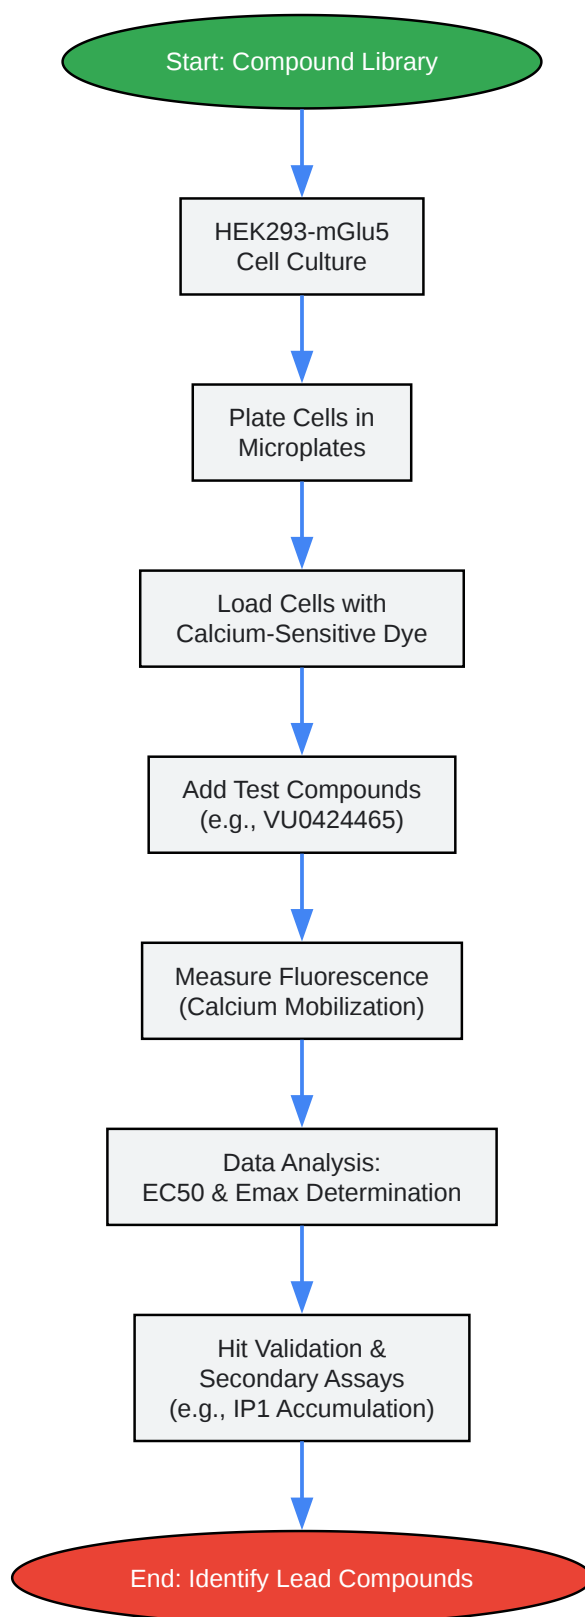 Start: Compound Library
HEK293-mGlu5
Cell Culture
Plate Cells in
Microplates
Load Cells with
Calcium-Sensitive Dye
Add Test Compounds
(e.g., VU0424465)
Measure Fluorescence
(Calcium Mobilization)
Data Analysis:
EC50 & Emax Determination
Hit Validation &
Secondary Assays
(e.g., IP1 Accumulation)
End: Identify Lead Compounds